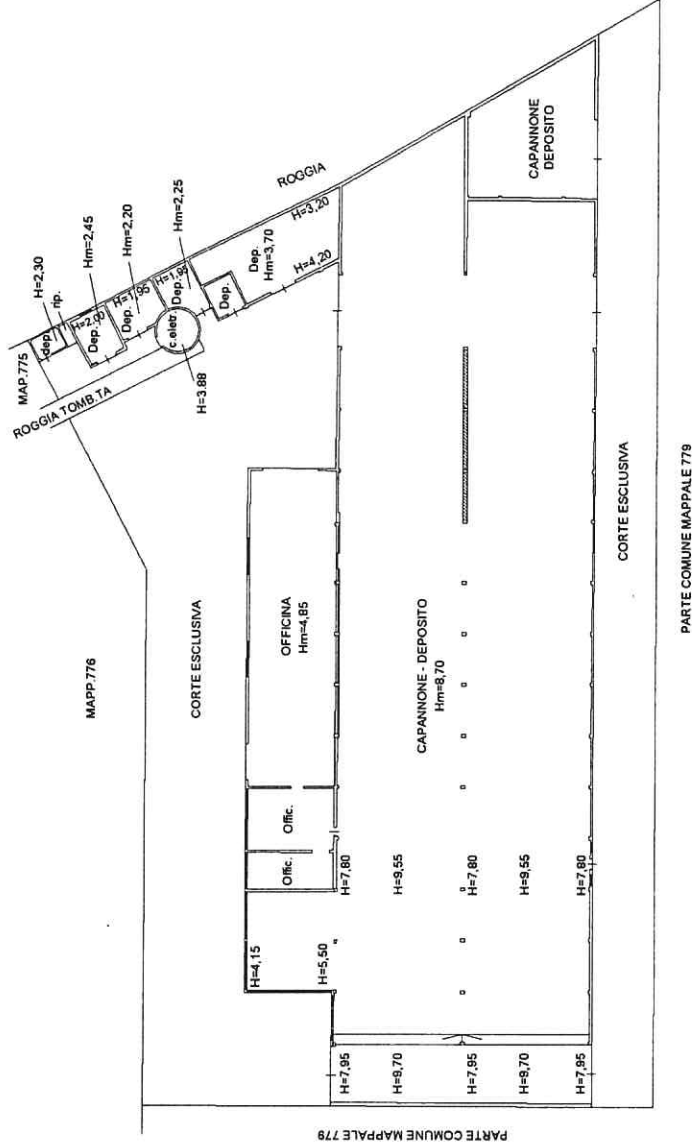 MAP.775
ROGGIA TOMB.TA
dep.
H=2,30
rip.
H=2,00
Dep.
Hm=2,45
H=1,95
Dep.
Hm=2,20
c.eletr.
H=3.88
H=1,95
Dep.
Hm=2,25
Dep.
ROGGIA
Dep.
Hm=3,70
H=3,20
H=4,20
MAPP.776
CORTE ESCLUSIVA
OFFICINA
Hm=4,85
Offic.
Offic.
H=4,15
H=5,50
CAPANNONE
DEPOSITO
CAPANNONE - DEPOSITO
Hm=8,70
H=7,80
H=9,55
H=7,80
H=9,55
H=7,80
H=7,95
H=9,70
H=7,95
H=9,70
H=7,95
CORTE ESCLUSIVA
PARTE COMUNE MAPPALE 779
PARTE COMUNE MAPPALE 779